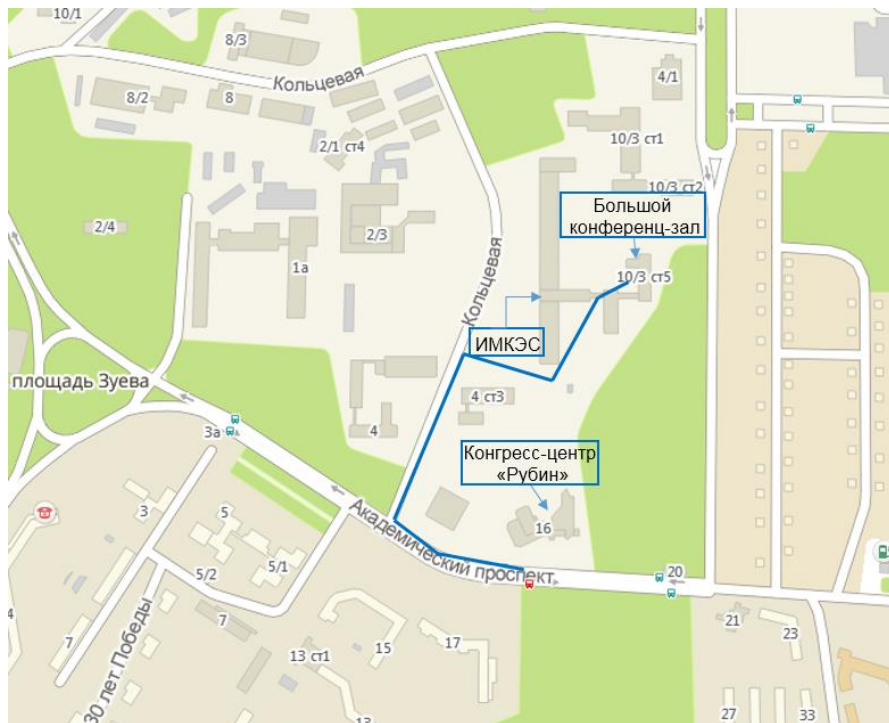 10/1
8/3
Кольцевая
4/1
8/2
8
10/3 ст1
2/1 ст4
10/3 ст2
Большой
конференц-зал
2/4
2/3
1а
10/3 ст5
Кольцевая
ИМКЭС
площадь Зуева
4 ст3
3а
4
Конгресс-центр
«Рубин»
3
5
16
Академический проспект
5/1
5/2
20
7
21
23
7
15
17
30 лет Победы
13 ст1
4
13
27
33